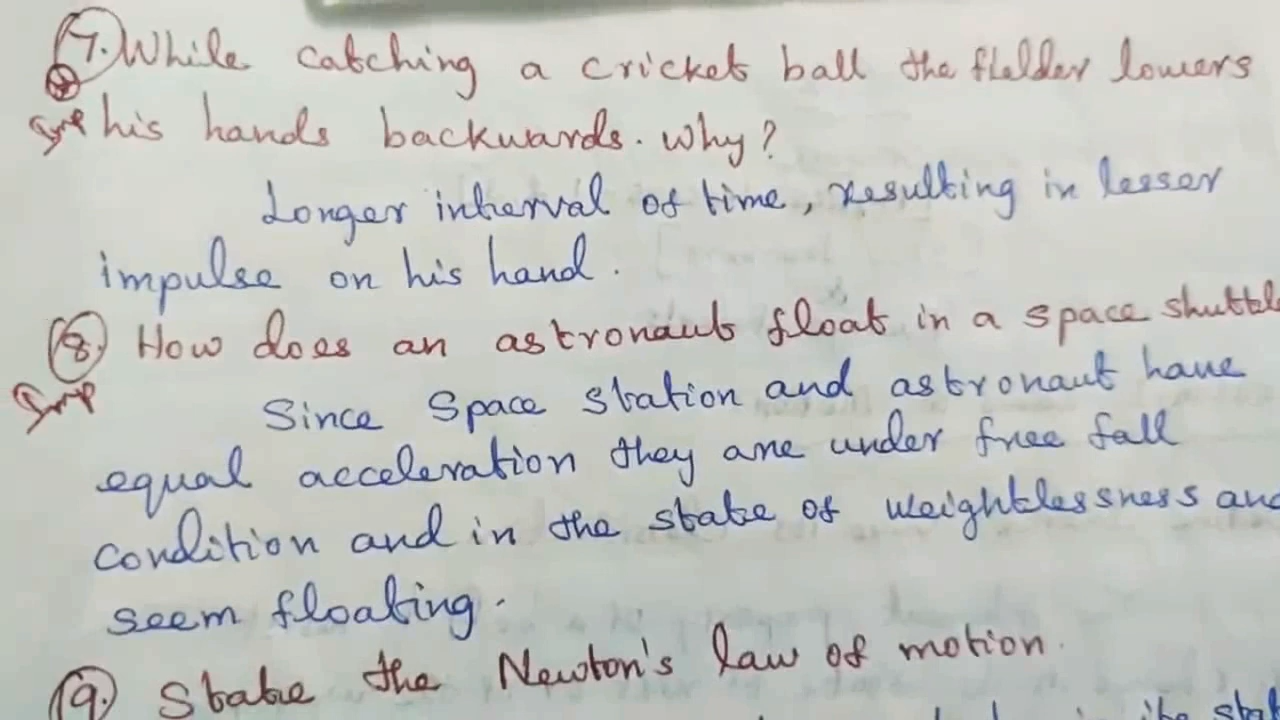 7. While catching a cricket ball the fielder lowers
Imp his hands backwards. Why?
Longer interval of time, resulting in lesser
impulse on his hand.
8. How does an astronaut float in a space shuttl
Imp
Since Space station and astronaut have
equal acceleration they are under free fall
condition and in the state of weightlessness and
seem floating.
9. State the Newton's law of motion.